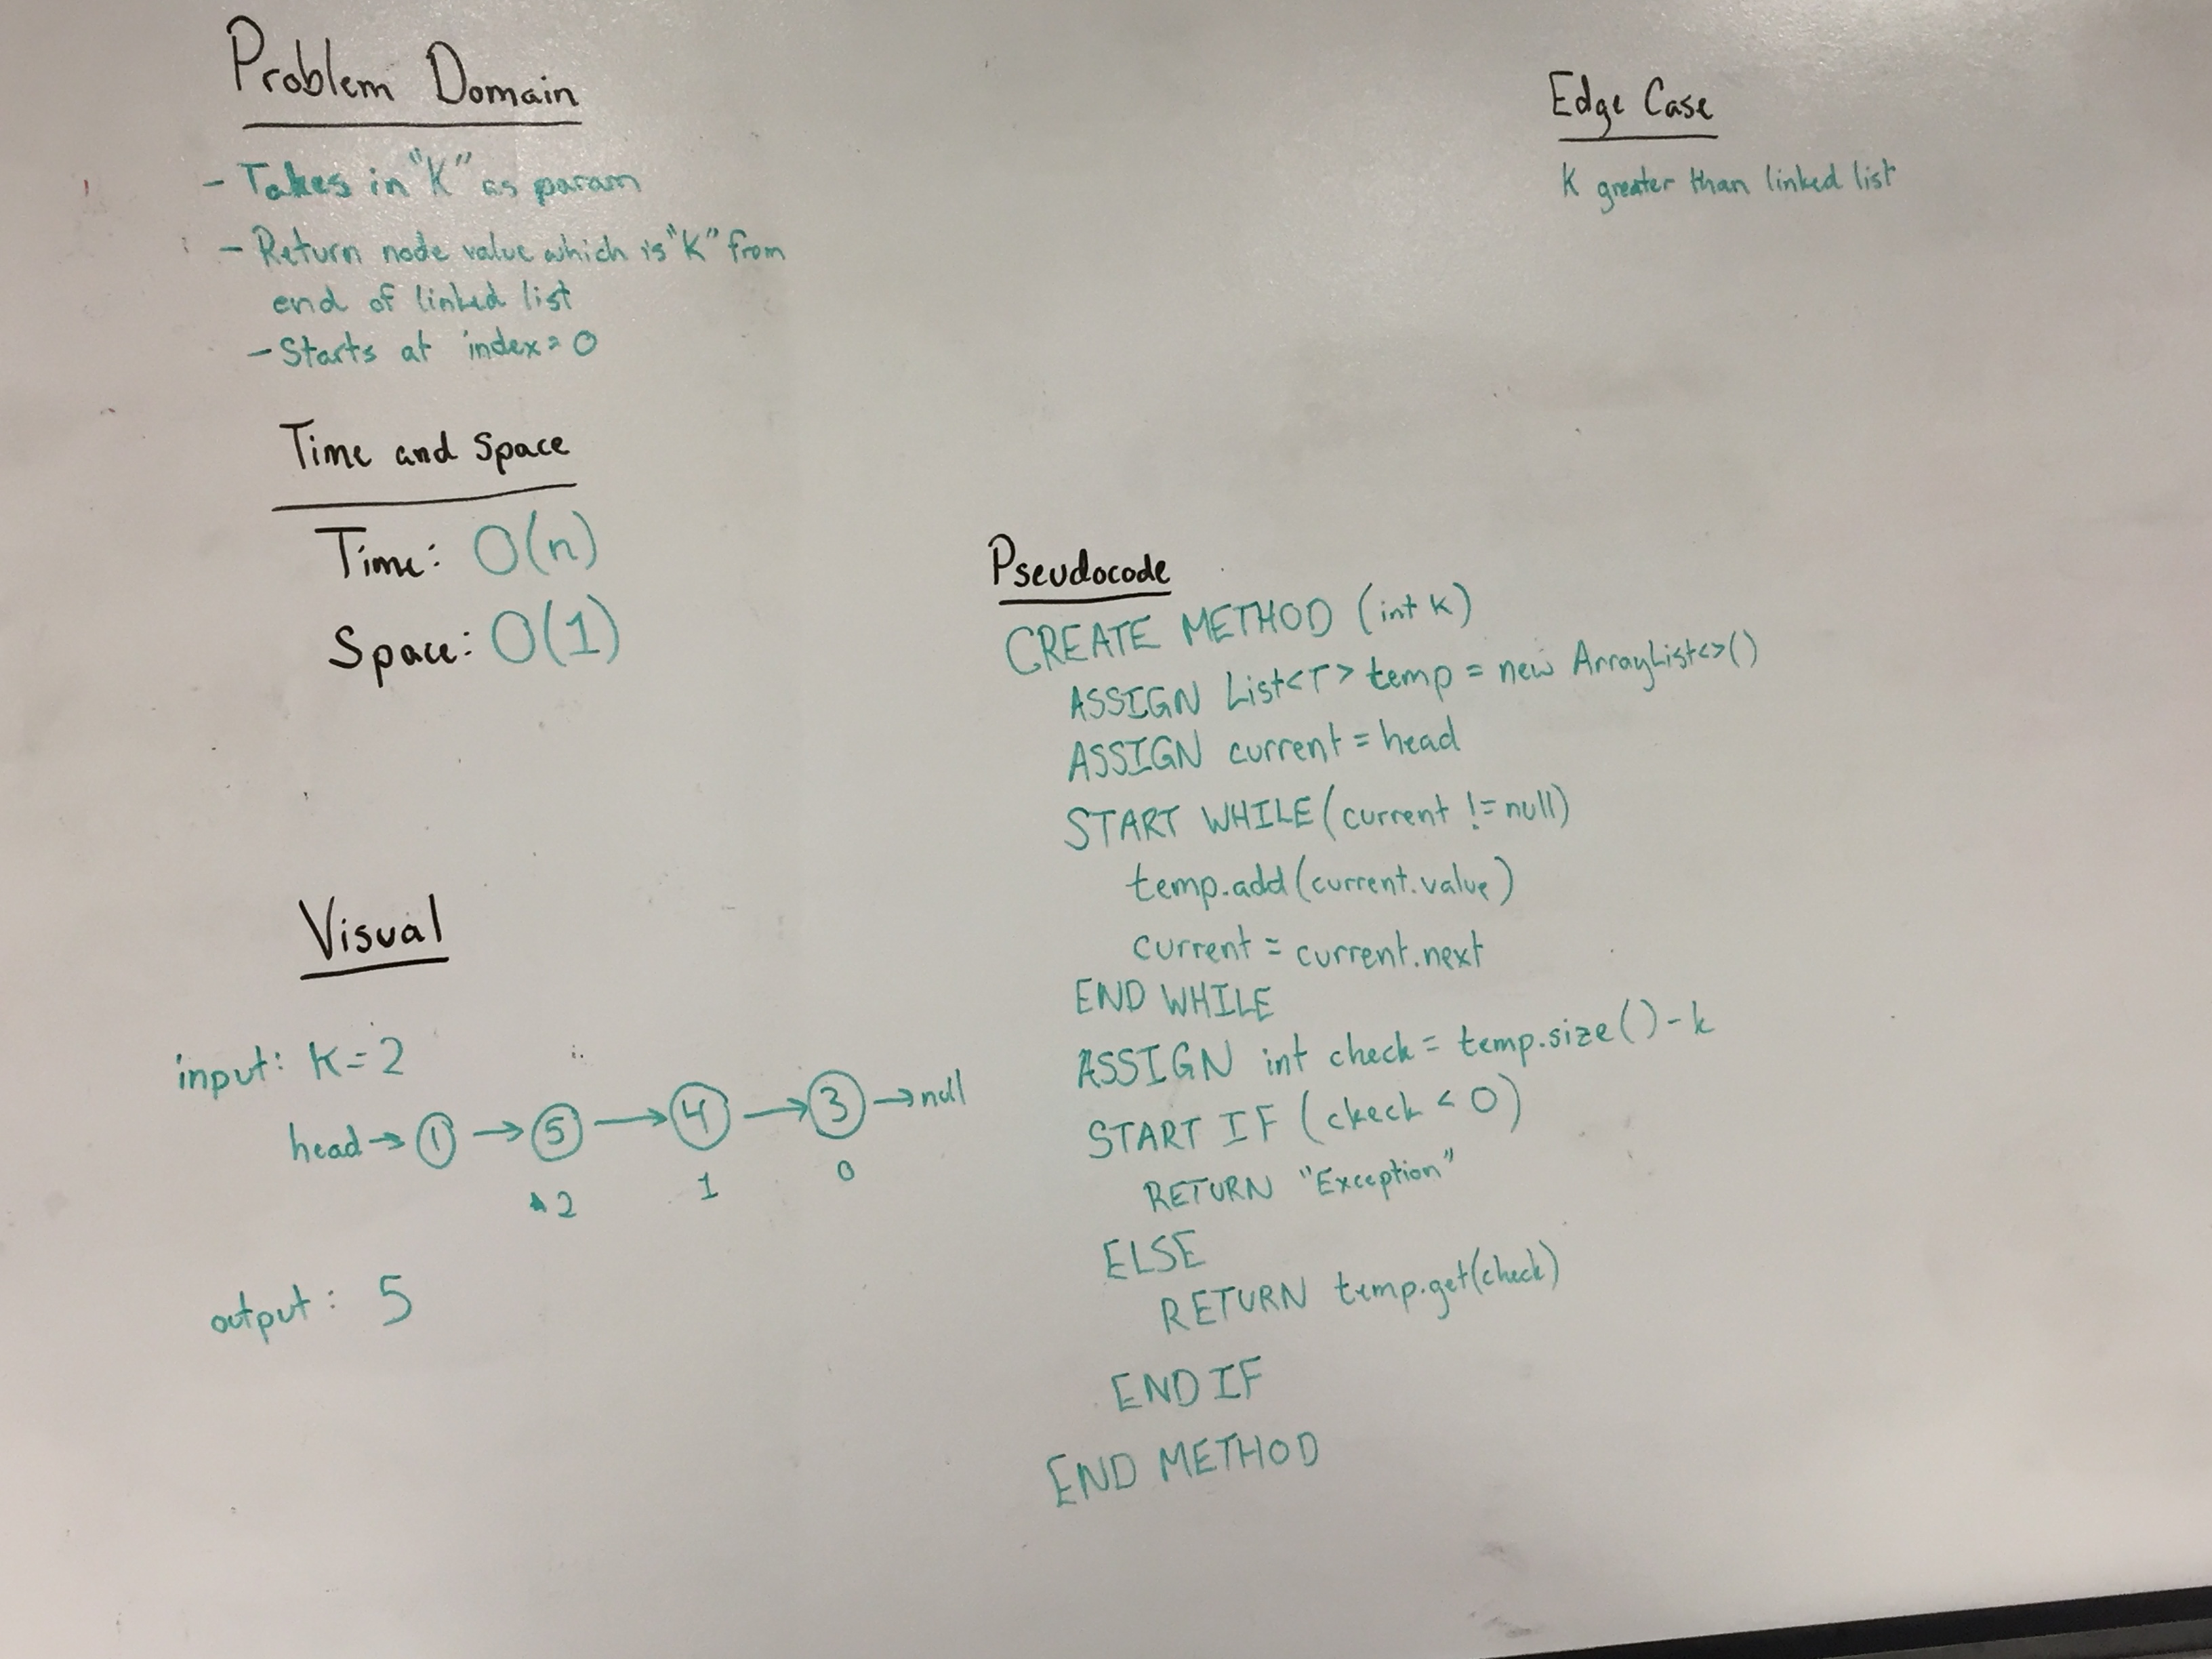 Problem Domain
- Takes in "K" as param
- Return node value which is "K" from
end of linked list
- Starts at index = 0
Time and Space
Time: O(n)
Space: O(1)
Visual
input: K = 2
head → 1 → 5 → 4 → 3 → null
2 1 0
output: 5
Edge Case
K greater than linked list
Pseudocode
CREATE METHOD (int K)
ASSIGN List<T> temp = new ArrayList<>()
ASSIGN current = head
START WHILE (current != null)
temp.add(current.value)
current = current.next
END WHILE
ASSIGN int check = temp.size() - k
START IF (ckeck < 0)
RETURN "Exception"
ELSE
RETURN temp.get(check)
END IF
END METHOD